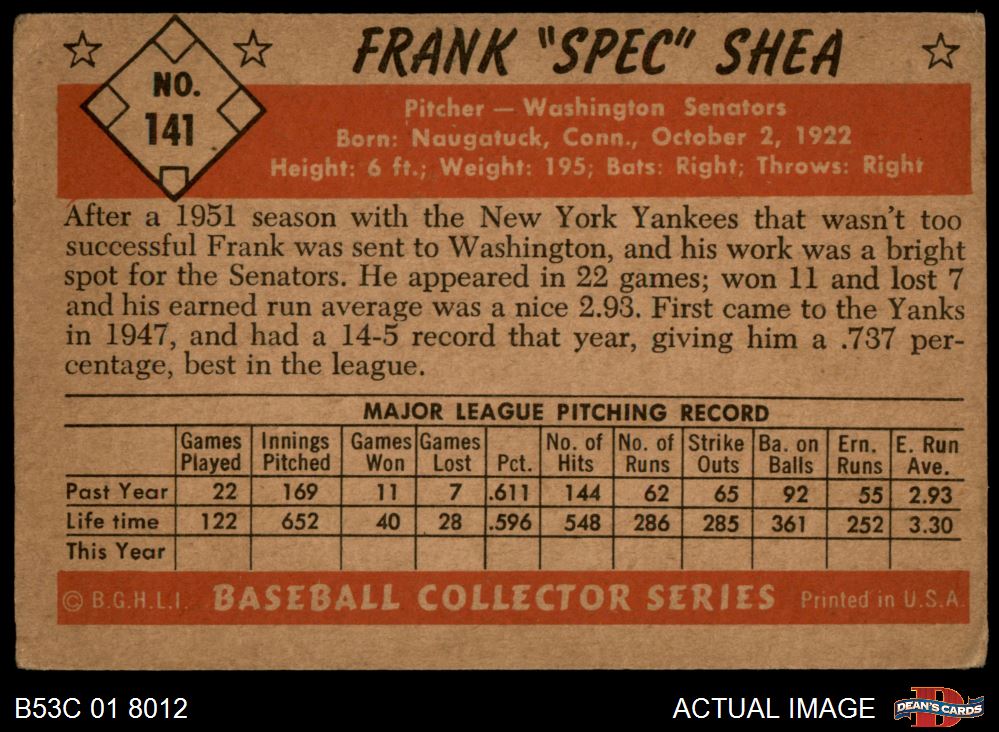 FRANK "SPEC" SHEA
NO.
141
Pitcher — Washington Senators
Born: Naugatuck, Conn., October 2, 1922
Height: 6 ft.; Weight: 195; Bats: Right; Throws: Right
After a 1951 season with the New York Yankees that wasn't too
successful Frank was sent to Washington, and his work was a bright
spot for the Senators. He appeared in 22 games; won 11 and lost 7
and his earned run average was a nice 2.93. First came to the Yanks
in 1947, and had a 14-5 record that year, giving him a .737 per-
centage, best in the league.
MAJOR LEAGUE PITCHING RECORD
Games Innings Games Games No. of No. of Strike Ba. on Ern. E. Run
Played Pitched Won Lost Pct. Hits Runs Outs Balls Runs Ave.
Past Year 22 169 11 7 .611 144 62 65 92 55 2.93
Life time 122 652 40 28 .596 548 286 285 361 252 3.30
This Year
© B.G.H.L.I. BASEBALL COLLECTOR SERIES Printed in U.S.A.
B53C 01 8012 ACTUAL IMAGE DEAN'S CARDS